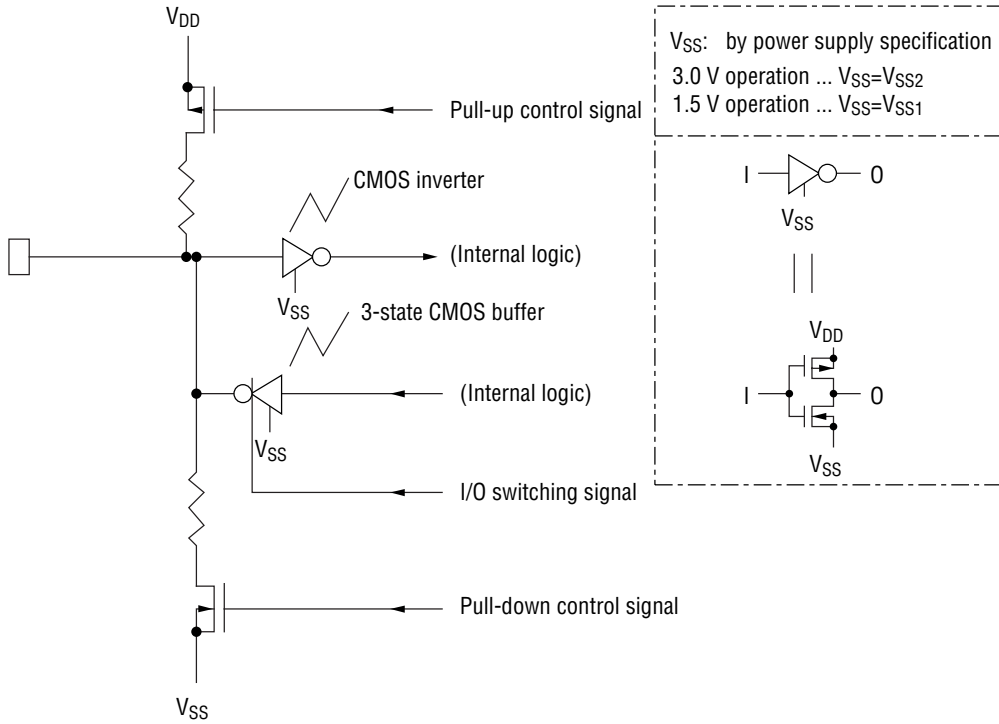 VDD
Pull-up control signal
CMOS inverter
(Internal logic)
VSS
3-state CMOS buffer
(Internal logic)
VSS
I/O switching signal
Pull-down control signal
VSS
VSS: by power supply specification
3.0 V operation ... VSS=VSS2
1.5 V operation ... VSS=VSS1
I
O
VSS
VDD
I
O
VSS